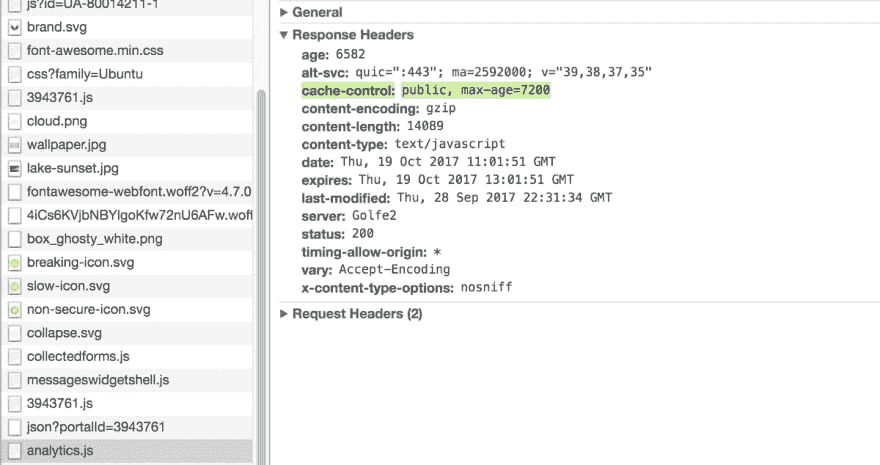 js?id=UA-80014211-1
brand.svg
font-awesome.min.css
css?family=Ubuntu
3943761.js
cloud.png
wallpaper.jpg
lake-sunset.jpg
fontawesome-webfont.woff2?v=4.7.0
4iCs6KVjbNBYlgoKfw72nU6AFw.woff
box_ghosty_white.png
breaking-icon.svg
slow-icon.svg
non-secure-icon.svg
collapse.svg
collectedforms.js
messageswidgetshell.js
3943761.js
json?portalId=3943761
analytics.js
General
Response Headers
age: 6582
alt-svc: quic=":443"; ma=2592000; v="39,38,37,35"
cache-control: public, max-age=7200
content-encoding: gzip
content-length: 14089
content-type: text/javascript
date: Thu, 19 Oct 2017 11:01:51 GMT
expires: Thu, 19 Oct 2017 13:01:51 GMT
last-modified: Thu, 28 Sep 2017 22:31:34 GMT
server: Golfe2
status: 200
timing-allow-origin: *
vary: Accept-Encoding
x-content-type-options: nosniff
Request Headers (2)